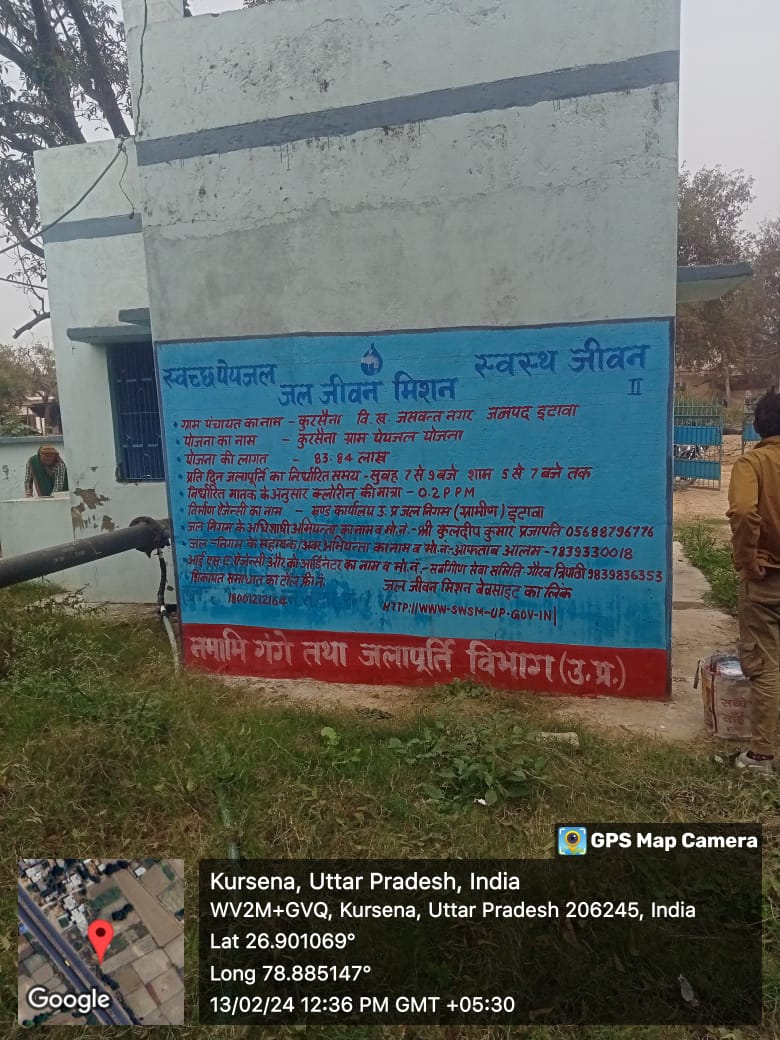 स्वच्छ पेयजल
स्वस्थ जीवन
जल जीवन मिशन
II
• ग्राम पंचायत का नाम - कुरसैना वि.ख. जसवन्त नगर जनपद इटावा
• योजना का नाम - कुरसैना ग्राम पेयजल योजना
• योजना की लागत - 83.84 लाख
• प्रति दिन जलापूर्ति का निर्धारित समय - सुबह 7 से 9 बजे शाम 5 से 7 बजे तक
• निर्धारित मानक के अनुसार क्लोरीन की मात्रा - 0.2 PPM
• निर्माण ऐजेन्सी का नाम - खण्ड कार्यालय उ.प्र जल निगम (ग्रामीण) इटावा
• जल निगम के अधिशाषी अभियन्ता का नाम व मो.नं.- श्री कुलदीप कुमार प्रजापति 05688796776
• जल निगम के सहायक/अवर अभियन्ता का नाम व मो.नं-आफताब आलम-7839330018
आई.एस.ए. ऐजेन्सी और को आर्डिनेटर का नाम व मो.नं.- समिति-गौरव त्रिपाठी 9839836353
शिकायत समाधान का टोल फ्री नं. जल जीवन मिशन बेवसाइट का लिंक
18001212164 HTTP://WWW-SWSM-UP-GOV-IN
नमामि गंगे तथा जलापूर्ति विभाग (उ.प्र.)
GPS Map Camera
Kursena, Uttar Pradesh, India
WV2M+GVQ, Kursena, Uttar Pradesh 206245, India
Lat 26.901069°
Long 78.885147°
13/02/24 12:36 PM GMT +05:30
Google